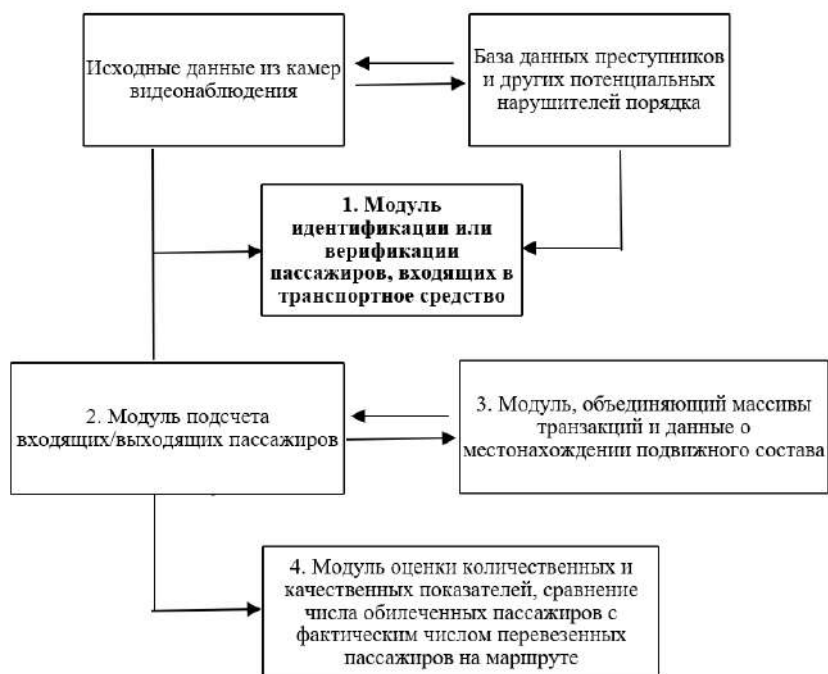 Исходные данные из камер
видеонаблюдения
База данных преступников
и других потенциальных
нарушителей порядка
1. Модуль
идентификации или
верификации
пассажиров, входящих в
транспортное средство
2. Модуль подсчета
входящих/выходящих пассажиров
3. Модуль, объединяющий массивы
транзакций и данные о
местонахождении подвижного состава
4. Модуль оценки количественных и
качественных показателей, сравнение
числа обилеченных пассажиров с
фактическим числом перевезенных
пассажиров на маршруте